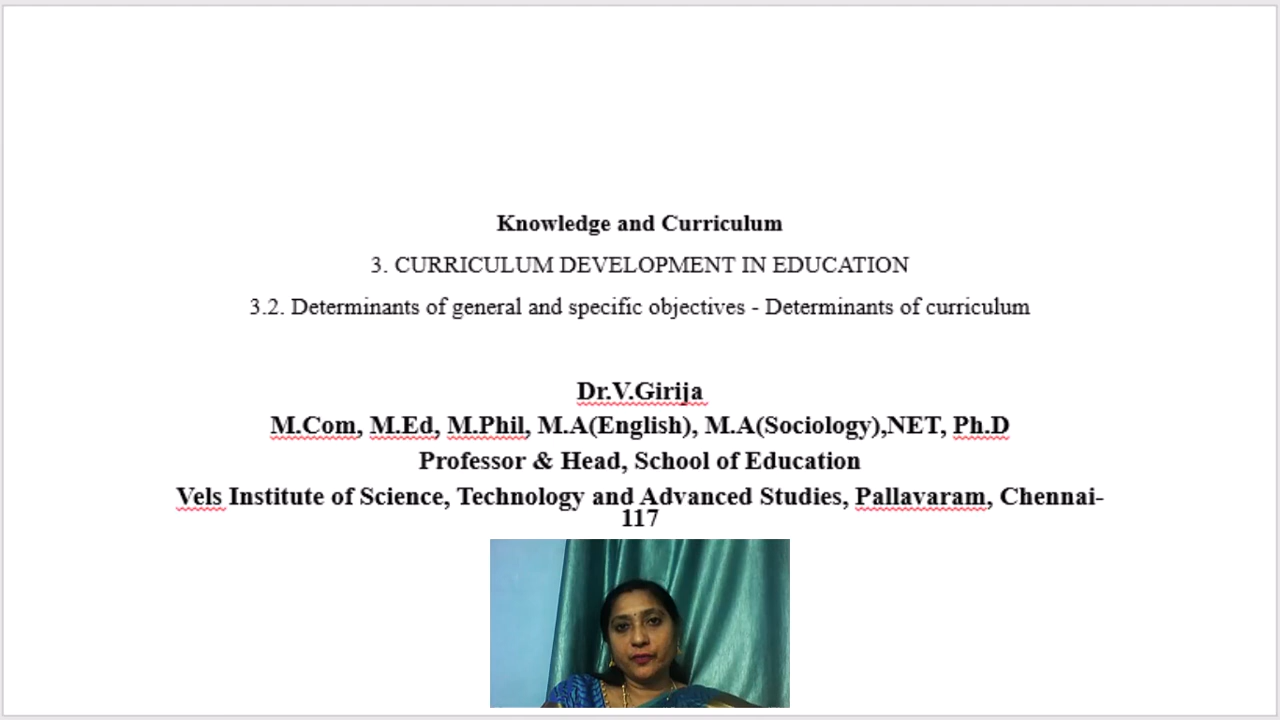 Knowledge and Curriculum
3. CURRICULUM DEVELOPMENT IN EDUCATION
3.2. Determinants of general and specific objectives - Determinants of curriculum
Dr.V.Girija
M.Com, M.Ed, M.Phil, M.A(English), M.A(Sociology),NET, Ph.D
Professor & Head, School of Education
Vels Institute of Science, Technology and Advanced Studies, Pallavaram, Chennai-
117